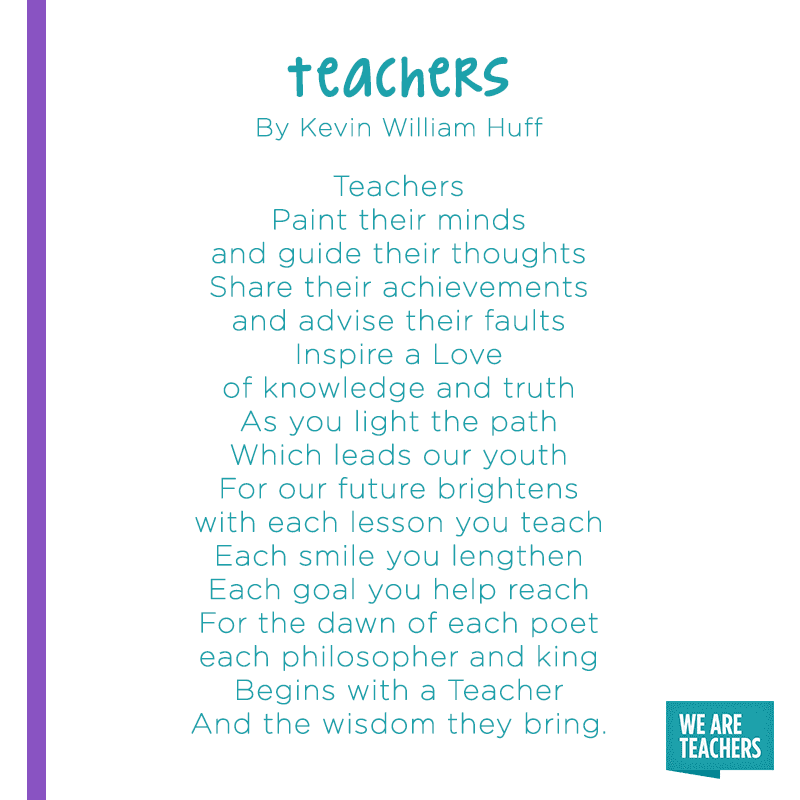 TEACHERS
By Kevin William Huff
Teachers
Paint their minds
and guide their thoughts
Share their achievements
and advise their faults
Inspire a Love
of knowledge and truth
As you light the path
Which leads our youth
For our future brightens
with each lesson you teach
Each smile you lengthen
Each goal you help reach
For the dawn of each poet
each philosopher and king
Begins with a Teacher
And the wisdom they bring.
WE ARE
TEACHERS